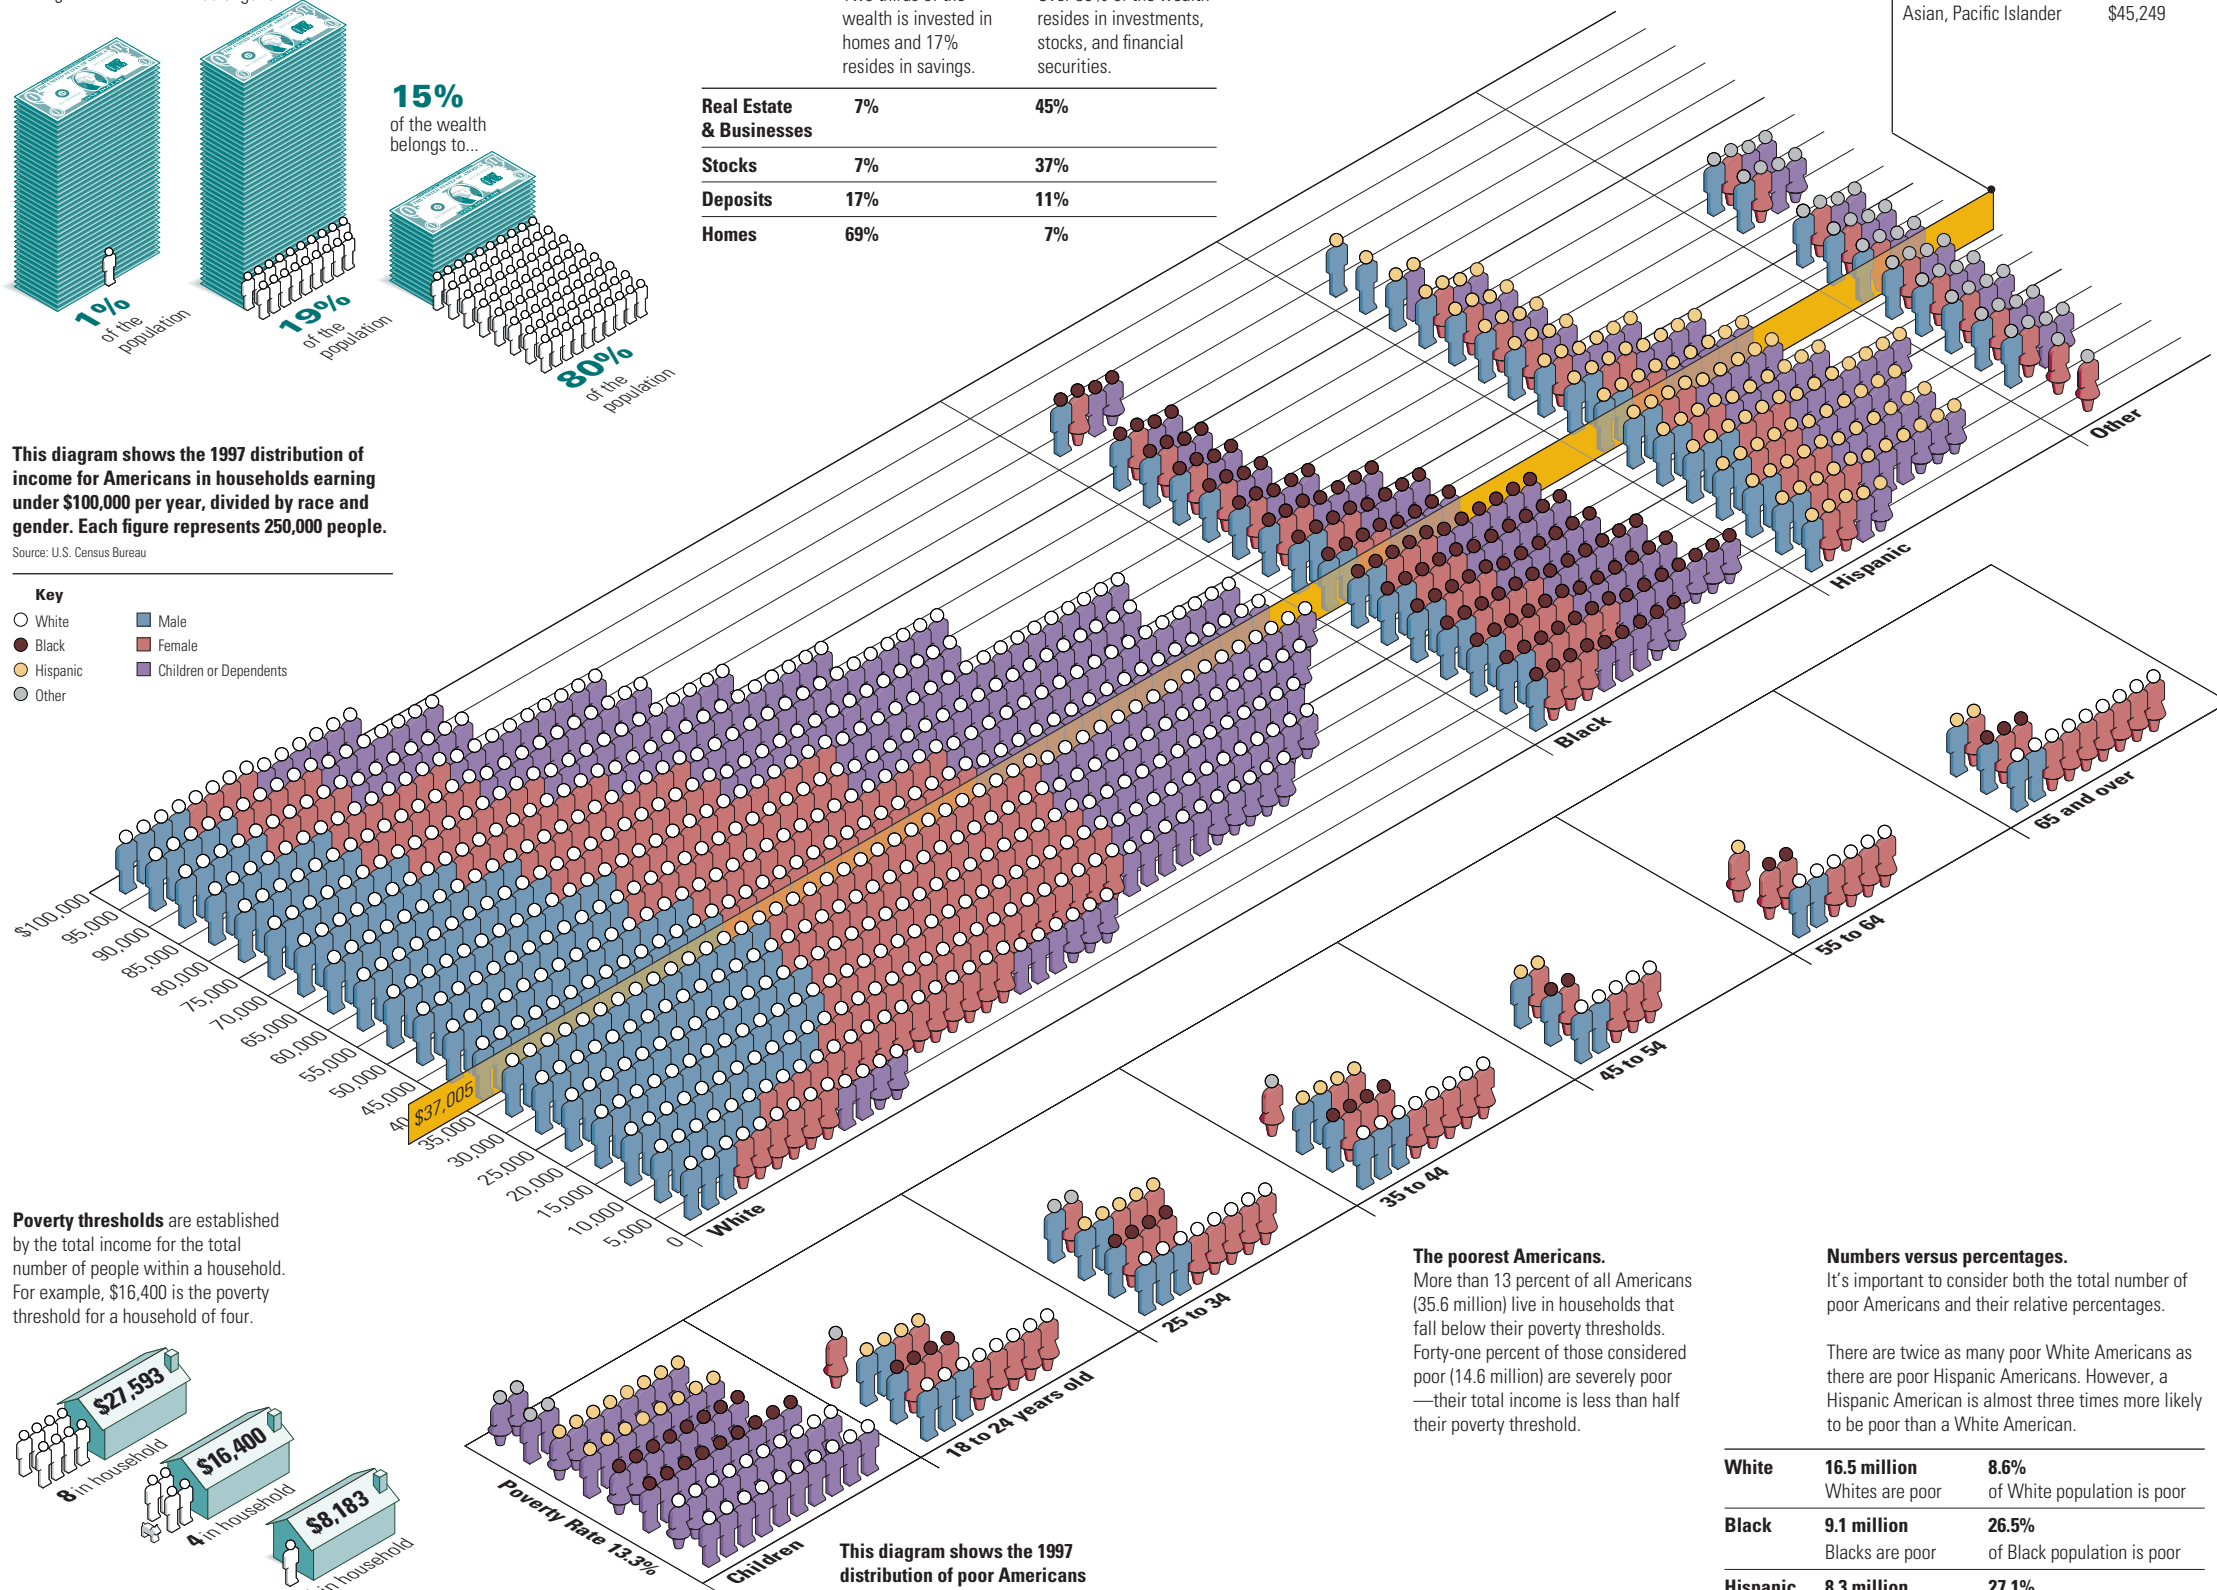 15%
of the wealth
belongs to...
1%
of the
population
19%
of the
population
80%
of the
population
wealth is invested in
homes and 17%
resides in savings.
resides in investments,
stocks, and financial
securities.
Real Estate
& Businesses
7%
45%
Stocks
7%
37%
Deposits
17%
11%
Homes
69%
7%
Asian, Pacific Islander
$45,249
This diagram shows the 1997 distribution of
income for Americans in households earning
under $100,000 per year, divided by race and
gender. Each figure represents 250,000 people.
Source: U.S. Census Bureau
Key
White
Black
Hispanic
Other
Male
Female
Children or Dependents
$100,000
95,000
90,000
85,000
80,000
75,000
70,000
65,000
60,000
55,000
50,000
45,000
40
$37,005
35,000
30,000
25,000
20,000
15,000
10,000
5,000
0
White
Black
Hispanic
Other
Poverty thresholds are established
by the total income for the total
number of people within a household.
For example, $16,400 is the poverty
threshold for a household of four.
$27,593
8 in household
$16,400
4 in household
$8,183
in household
Poverty Rate 13.3%
Children
18 to 24 years old
25 to 34
35 to 44
45 to 54
55 to 64
65 and over
This diagram shows the 1997
distribution of poor Americans
The poorest Americans.
More than 13 percent of all Americans
(35.6 million) live in households that
fall below their poverty thresholds.
Forty-one percent of those considered
poor (14.6 million) are severely poor
—their total income is less than half
their poverty threshold.
Numbers versus percentages.
It's important to consider both the total number of
poor Americans and their relative percentages.
There are twice as many poor White Americans as
there are poor Hispanic Americans. However, a
Hispanic American is almost three times more likely
to be poor than a White American.
White
16.5 million
Whites are poor
8.6%
of White population is poor
Black
9.1 million
Blacks are poor
26.5%
of Black population is poor
Hispanic
8.3 million
27.1%